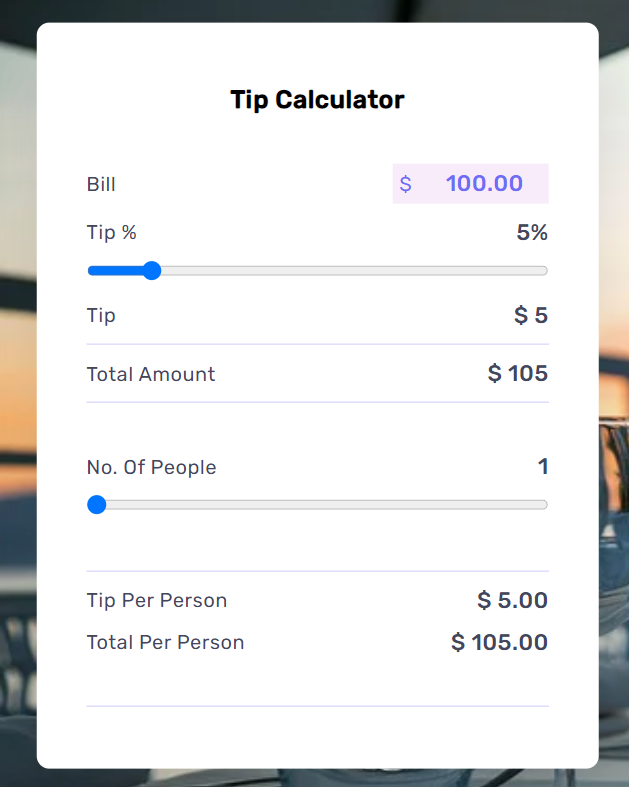 Tip Calculator
Bill $ 100.00
Tip % 5%
Tip $ 5
Total Amount $ 105
No. Of People 1
Tip Per Person $ 5.00
Total Per Person $ 105.00